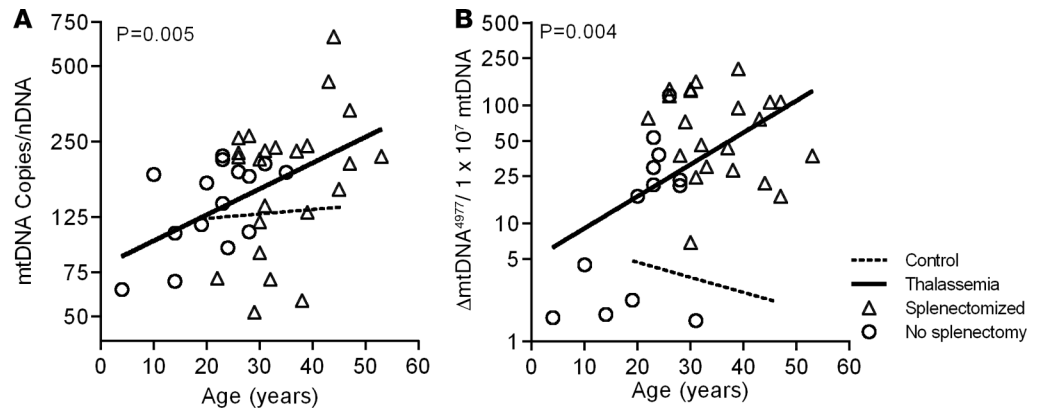 A
P=0.005
mtDNA Copies/nDNA
750
500
250
125
75
50
0 10 20 30 40 50 60
Age (years)
B
P=0.004
ΔmtDNA⁴⁹⁷⁷/ 1 x 10⁷ mtDNA
500
250
100
50
25
10
5
1
0 10 20 30 40 50 60
Age (years)
Control
Thalassemia
Splenectomized
No splenectomy